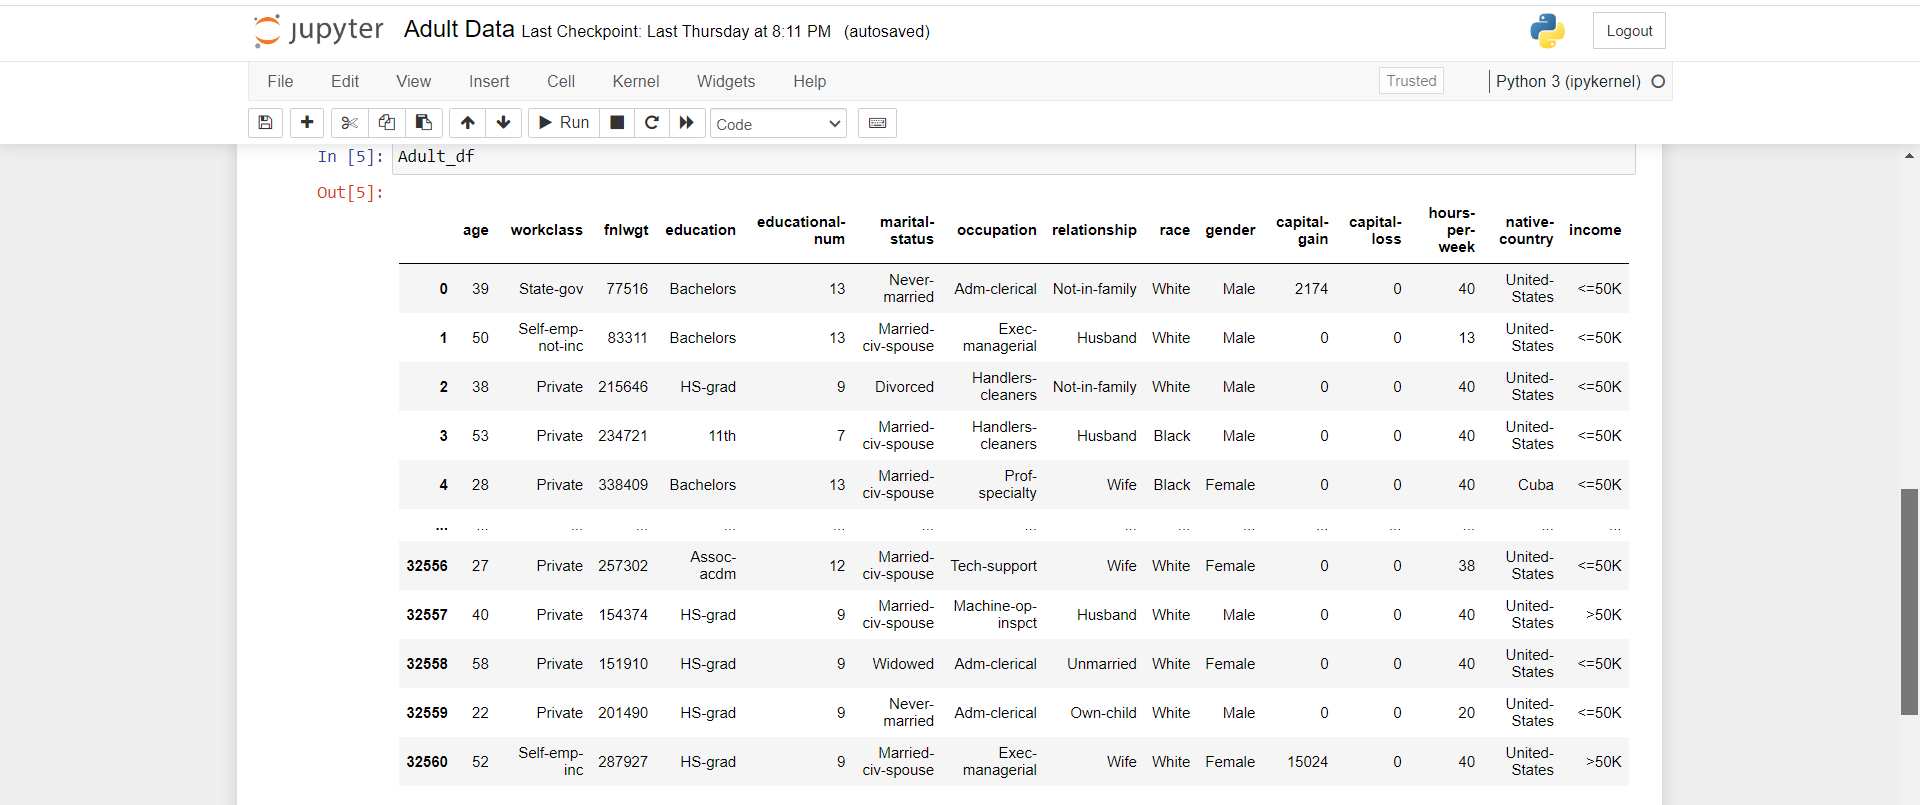 jupyter Adult Data Last Checkpoint: Last Thursday at 8:11 PM (autosaved) Logout
File Edit View Insert Cell Kernel Widgets Help Trusted Python 3 (ipykernel)
Run Code
In [5]: Adult_df
Out[5]:
age workclass fnlwgt education educational-num marital-status occupation relationship race gender capital-gain capital-loss hours-per-week native-country income
0 39 State-gov 77516 Bachelors 13 Never-married Adm-clerical Not-in-family White Male 2174 0 40 United-States <=50K
1 50 Self-emp-not-inc 83311 Bachelors 13 Married-civ-spouse Exec-managerial Husband White Male 0 0 13 United-States <=50K
2 38 Private 215646 HS-grad 9 Divorced Handlers-cleaners Not-in-family White Male 0 0 40 United-States <=50K
3 53 Private 234721 11th 7 Married-civ-spouse Handlers-cleaners Husband Black Male 0 0 40 United-States <=50K
4 28 Private 338409 Bachelors 13 Married-civ-spouse Prof-specialty Wife Black Female 0 0 40 Cuba <=50K
... ... ... ... ... ... ... ... ... ... ... ... ... ... ... ...
32556 27 Private 257302 Assoc-acdm 12 Married-civ-spouse Tech-support Wife White Female 0 0 38 United-States <=50K
32557 40 Private 154374 HS-grad 9 Married-civ-spouse Machine-op-inspct Husband White Male 0 0 40 United-States >50K
32558 58 Private 151910 HS-grad 9 Widowed Adm-clerical Unmarried White Female 0 0 40 United-States <=50K
32559 22 Private 201490 HS-grad 9 Never-married Adm-clerical Own-child White Male 0 0 20 United-States <=50K
32560 52 Self-emp-inc 287927 HS-grad 9 Married-civ-spouse Exec-managerial Wife White Female 15024 0 40 United-States >50K